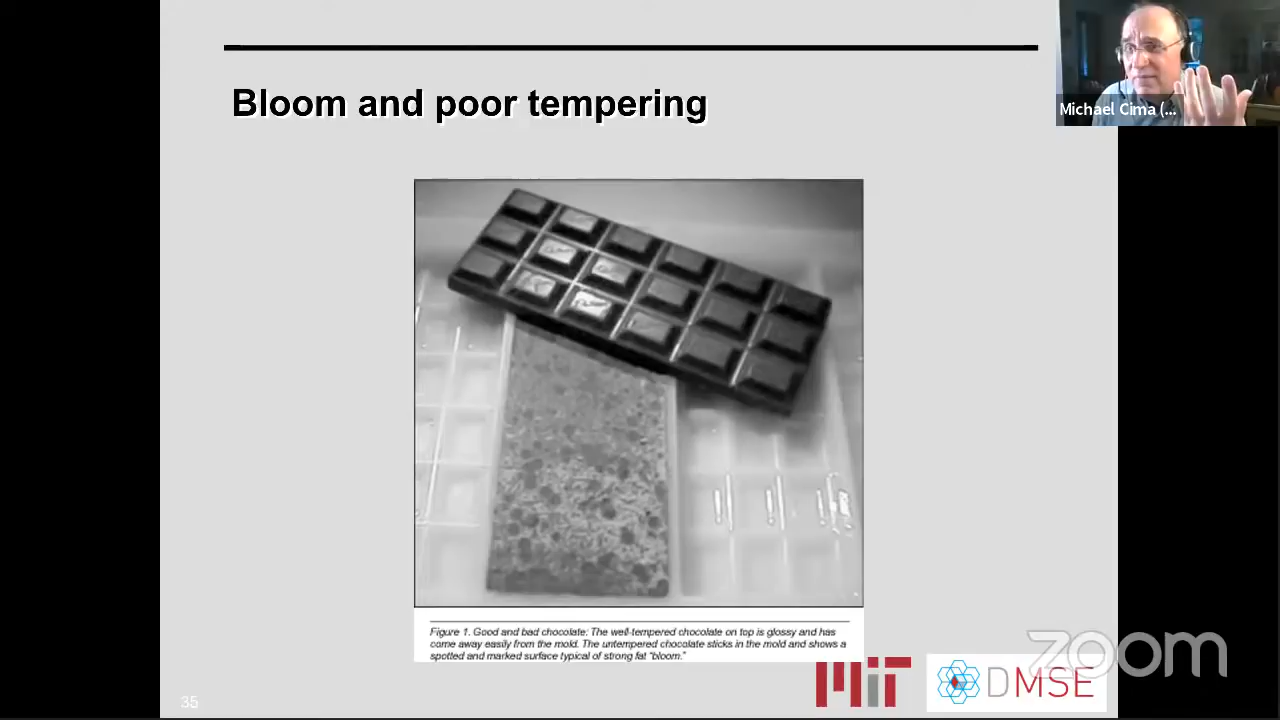 Bloom and poor tempering
Michael Cima (...
Figure 1. Good and bad chocolate: The well-tempered chocolate on top is glossy and has
come away easily from the mold. The untempered chocolate sticks in the mold and shows a
spotted and marked surface typical of strong fat "bloom."
35
MIT
DMSE
zoom